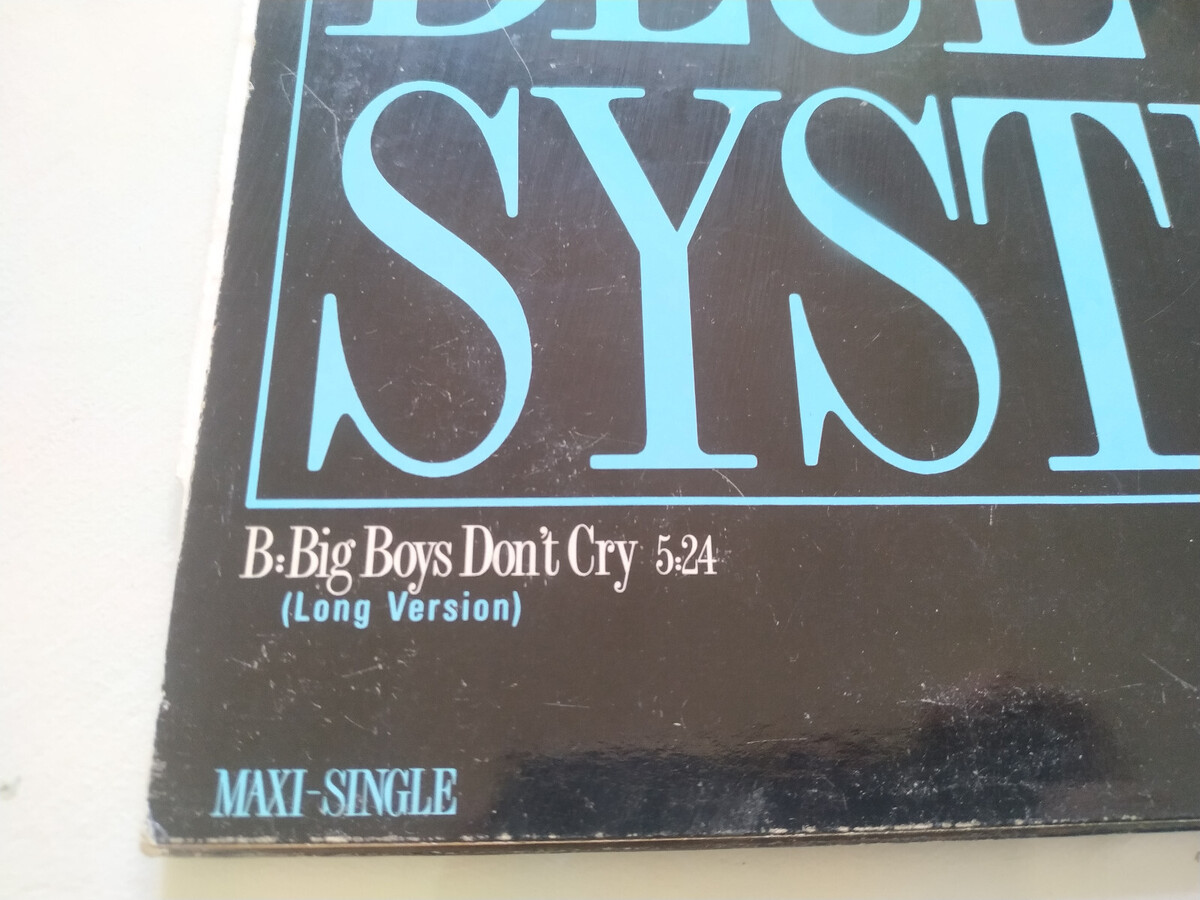 SYST
B: Big Boys Don't Cry 5:24
(Long Version)
MAXI-SINGLE